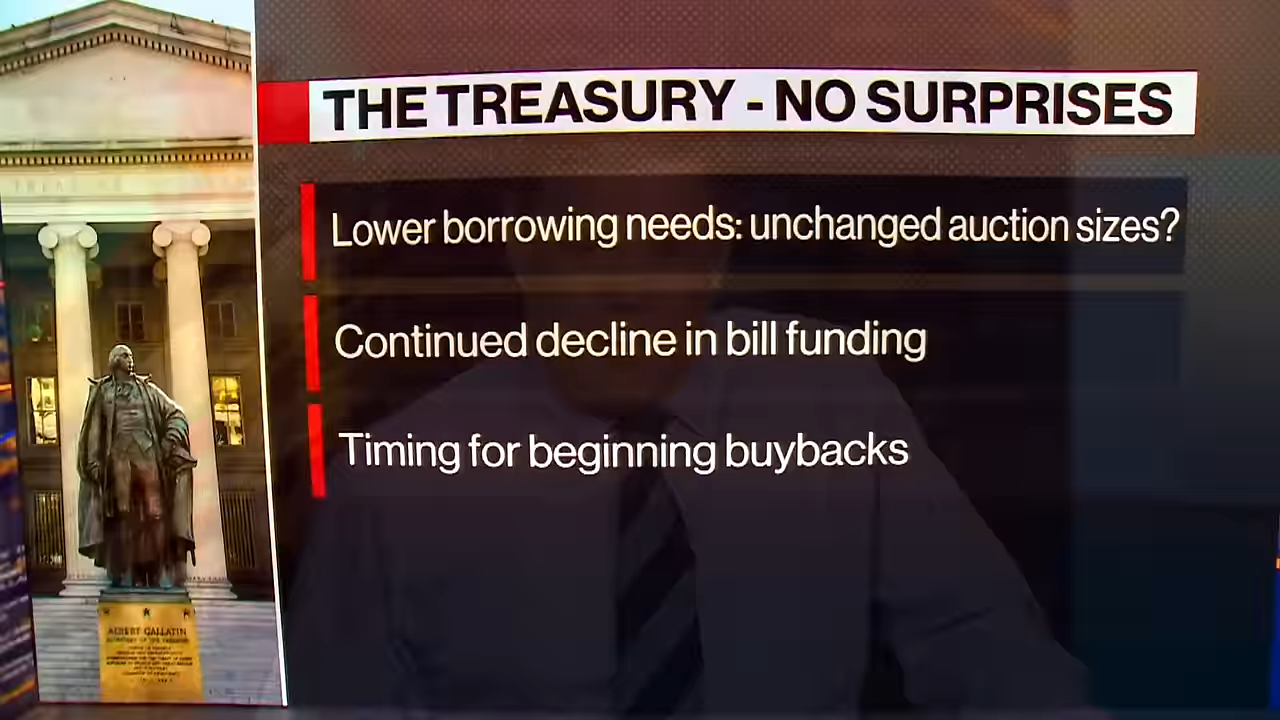 THE TREASURY - NO SURPRISES
Lower borrowing needs: unchanged auction sizes?
Continued decline in bill funding
Timing for beginning buybacks
ALBERT GALLATIN